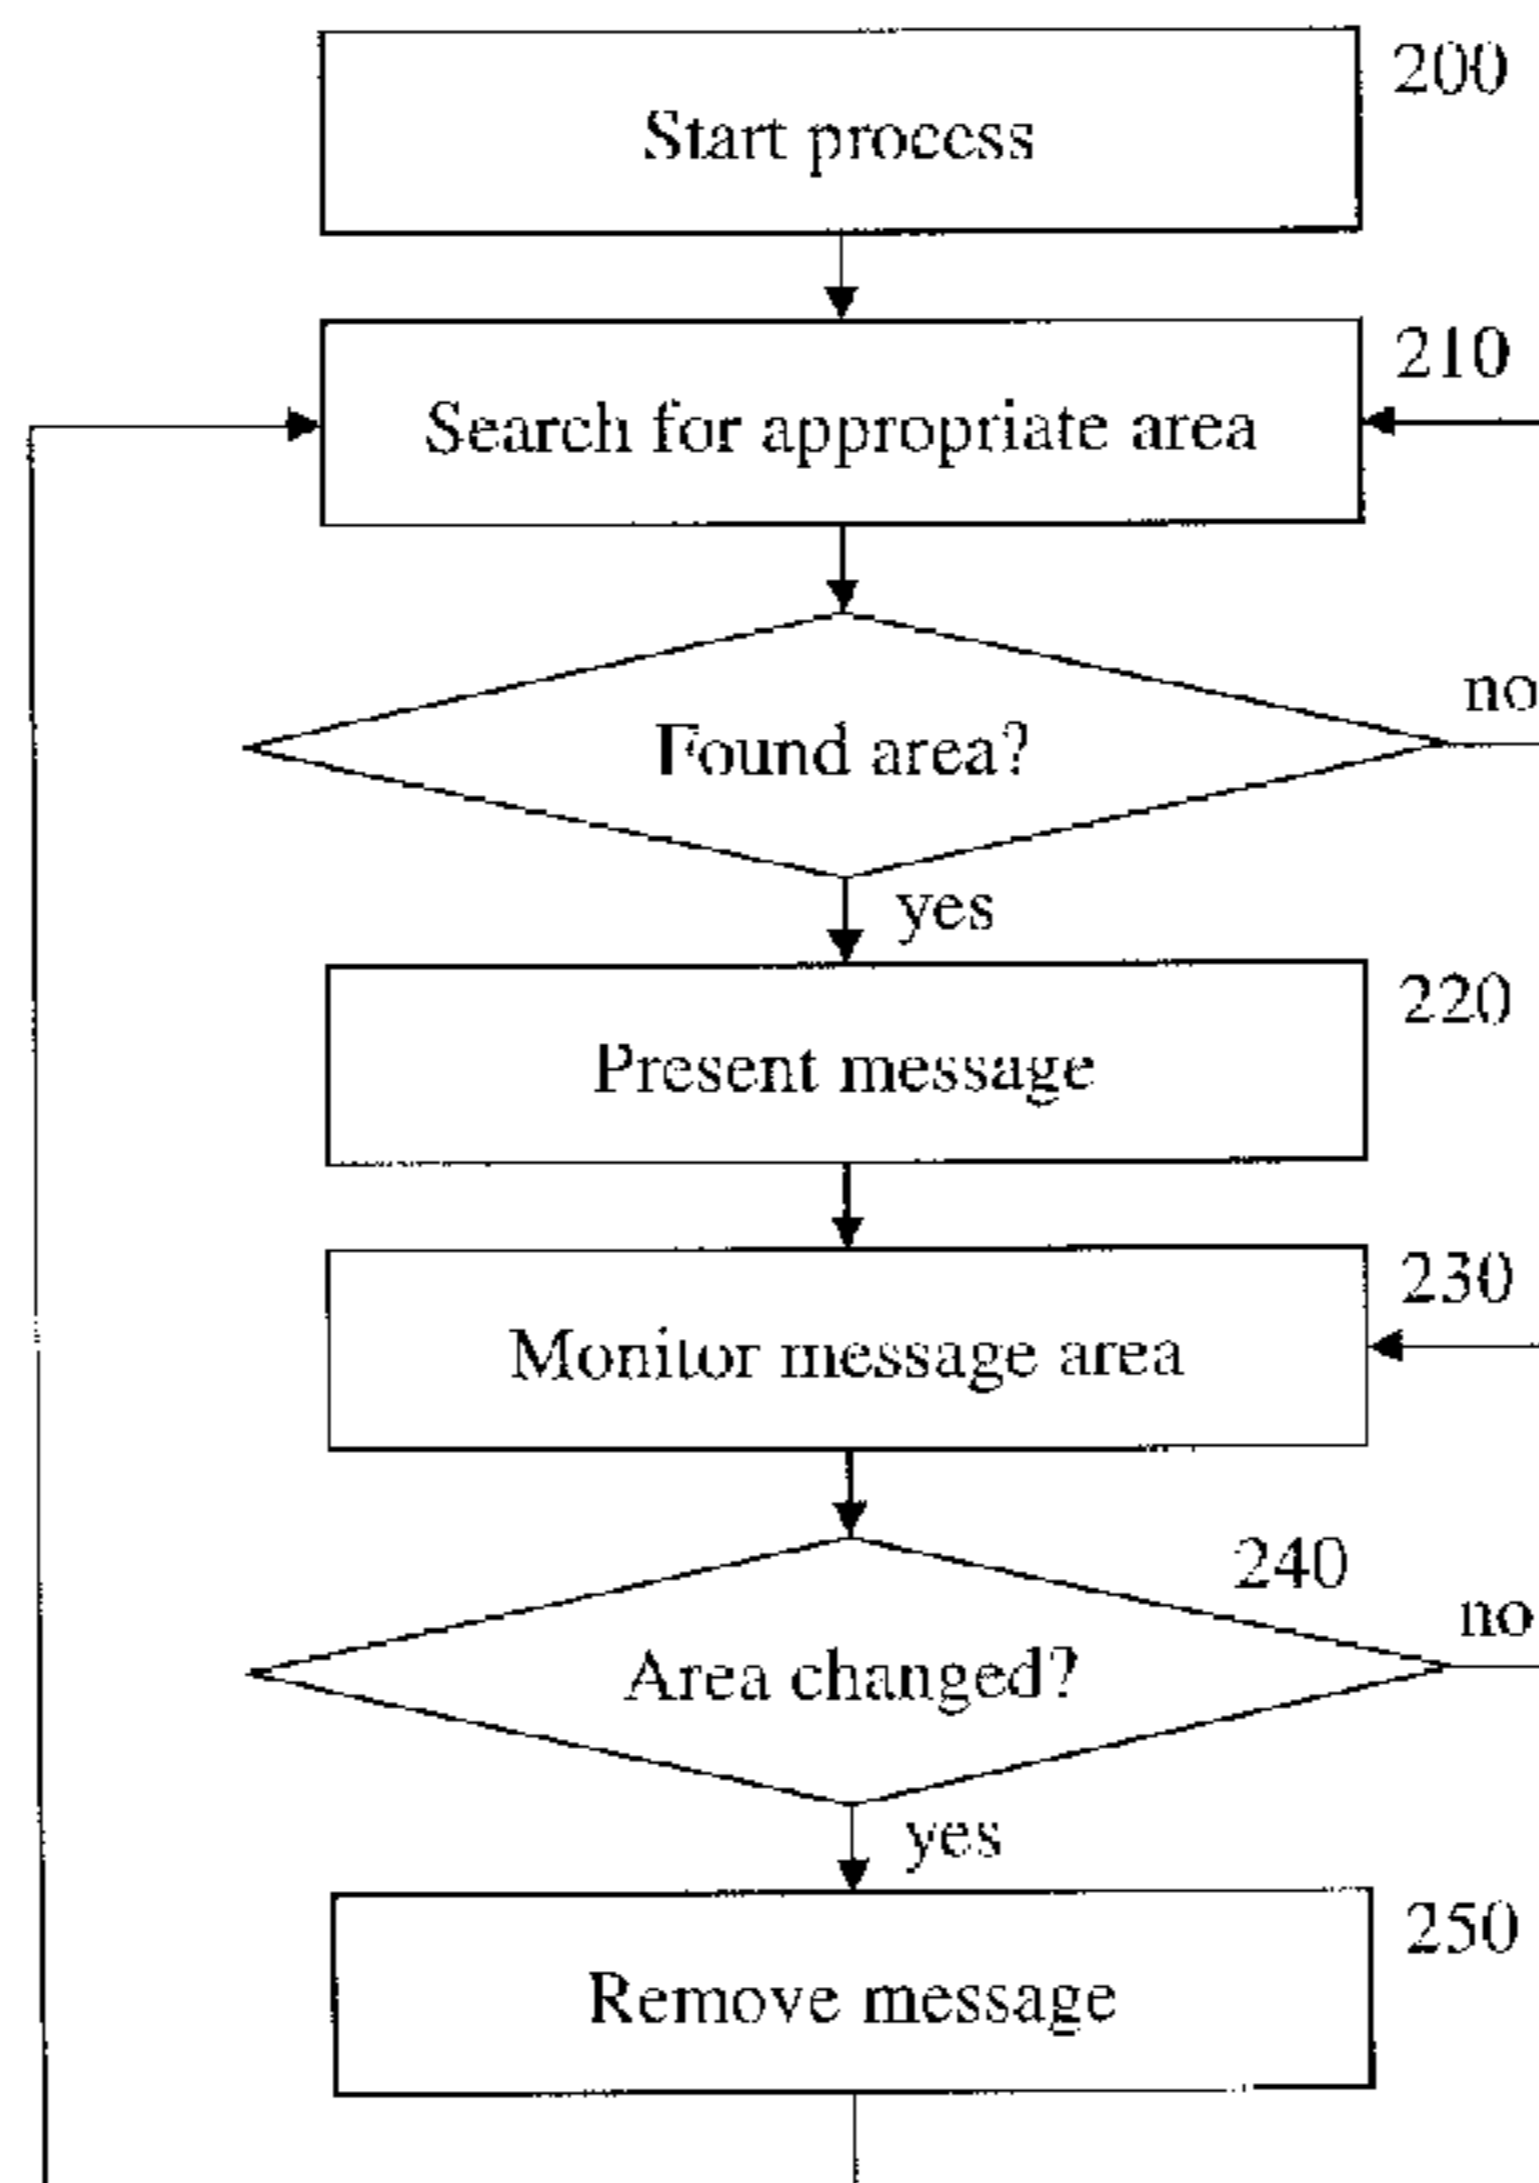 200
Start process
210
Search for appropriate area
Found area?
no
yes
220
Present message
230
Monitor message area
240
Area changed?
no
yes
250
Remove message